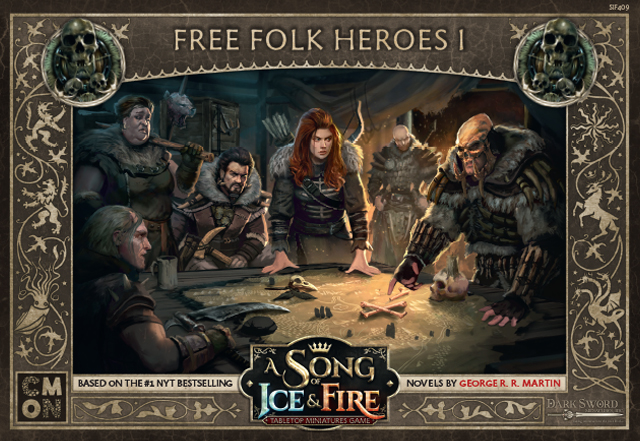 SIF409
FREE FOLK HEROES I
CMON
BASED ON THE #1 NYT BESTSELLING
A SONG
OF
ICE & FIRE
TABLETOP MINIATURES GAME
NOVELS BY GEORGE R. R. MARTIN
DARK SWORD